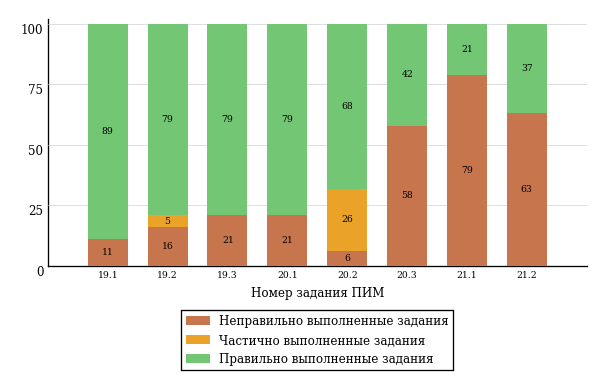 100
89 79 79 79 68 42 21 37
75
50
5 26 58 79 63
25
11 16 21 21 6
0
19.1 19.2 19.3 20.1 20.2 20.3 21.1 21.2
Номер задания ПИМ
Неправильно выполненные задания
Частично выполненные задания
Правильно выполненные задания